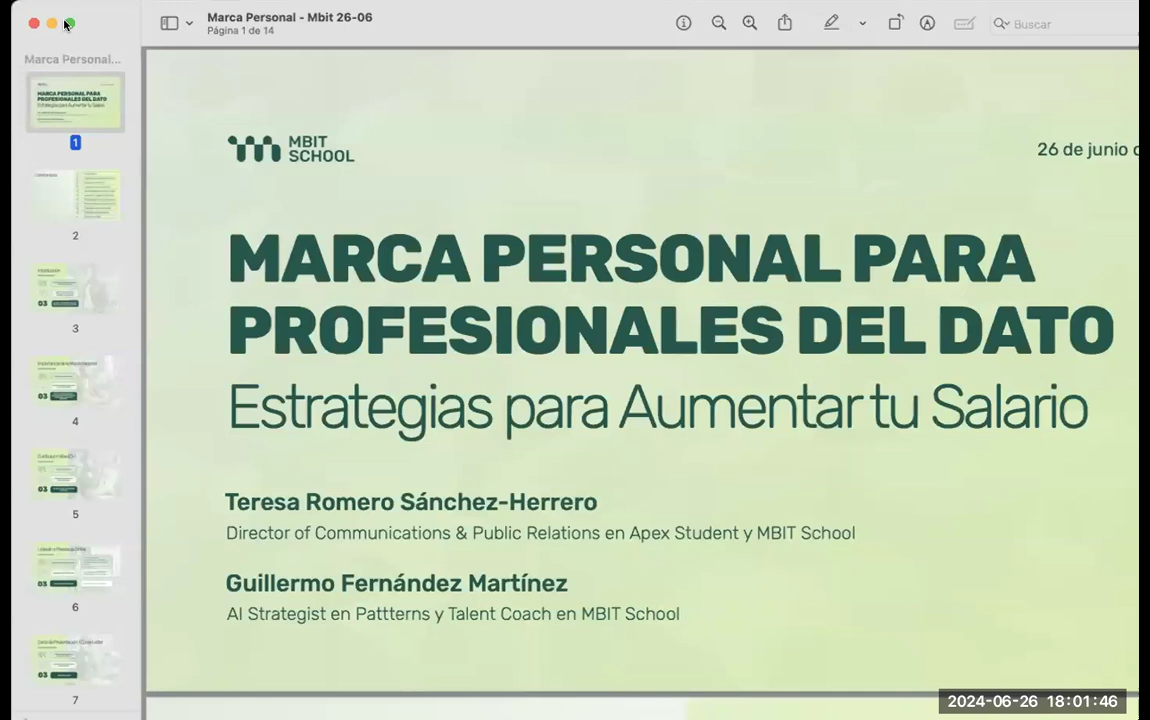 Marca Personal - Mbit 26-06
Página 1 de 14
Buscar
Marca Personal...
1
2
3
4
5
6
7
MBIT
SCHOOL
26 de junio
MARCA PERSONAL PARA
PROFESIONALES DEL DATO
Estrategias para Aumentar tu Salario
Teresa Romero Sánchez-Herrero
Director of Communications & Public Relations en Apex Student y MBIT School
Guillermo Fernández Martínez
AI Strategist en Pattterns y Talent Coach en MBIT School
2024-06-26 18:01:46